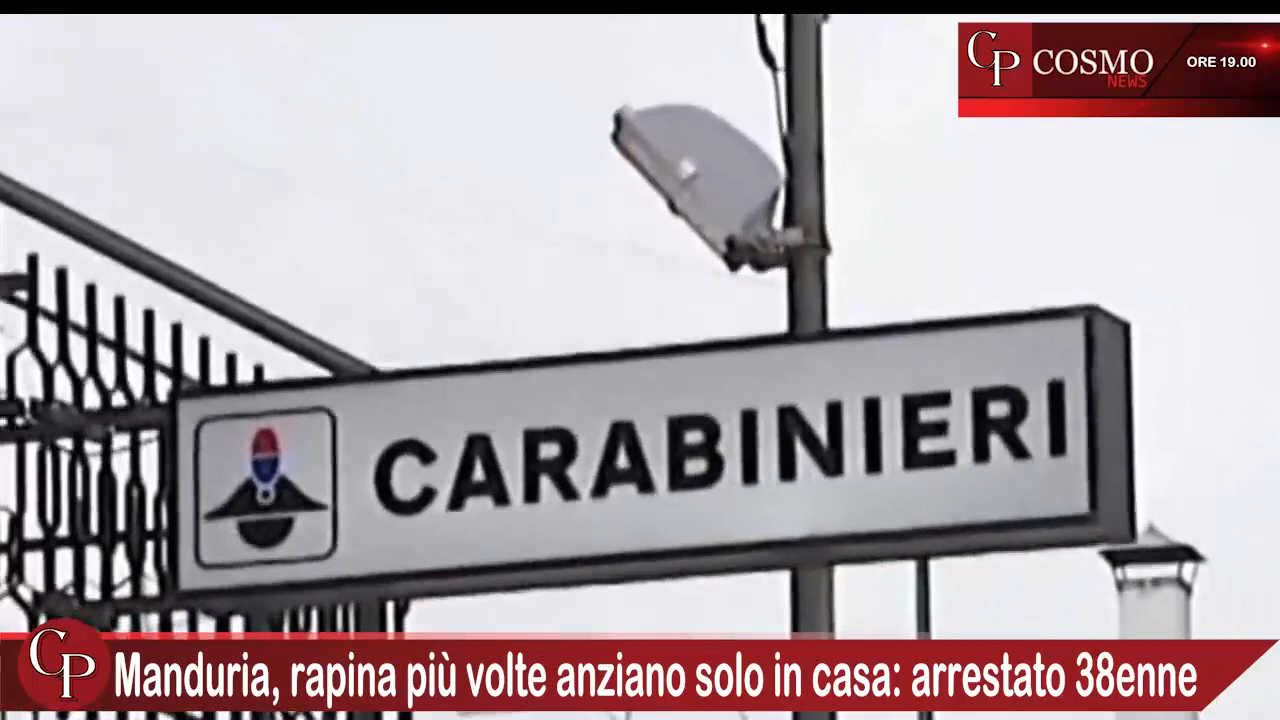 CP COSMO
NEWS
ORE 19.00
CARABINIERI
CP Manduria, rapina più volte anziano solo in casa: arrestato 38enne